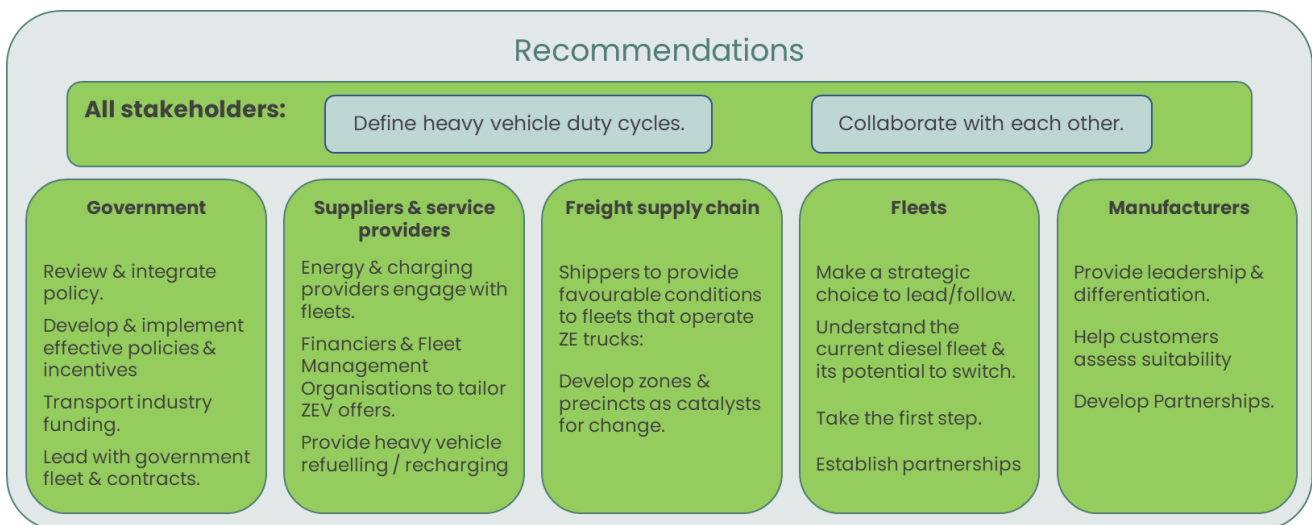 Recommendations
All stakeholders:
Define heavy vehicle duty cycles.
Collaborate with each other.
Government
Review & integrate
policy.
Develop & implement
effective policies &
incentives
Transport industry
funding.
Lead with government
fleet & contracts.
Suppliers & service
providers
Energy & charging
providers engage with
fleets.
Financiers & Fleet
Management
Organisations to tailor
ZEV offers.
Provide heavy vehicle
refuelling / recharging
Freight supply chain
Shippers to provide
favourable conditions
to fleets that operate
ZE trucks:
Develop zones &
precincts as catalysts
for change.
Fleets
Make a strategic
choice to lead/follow.
Understand the
current diesel fleet &
its potential to switch.
Take the first step.
Establish partnerships
Manufacturers
Provide leadership &
differentiation.
Help customers
assess suitability
Develop Partnerships.